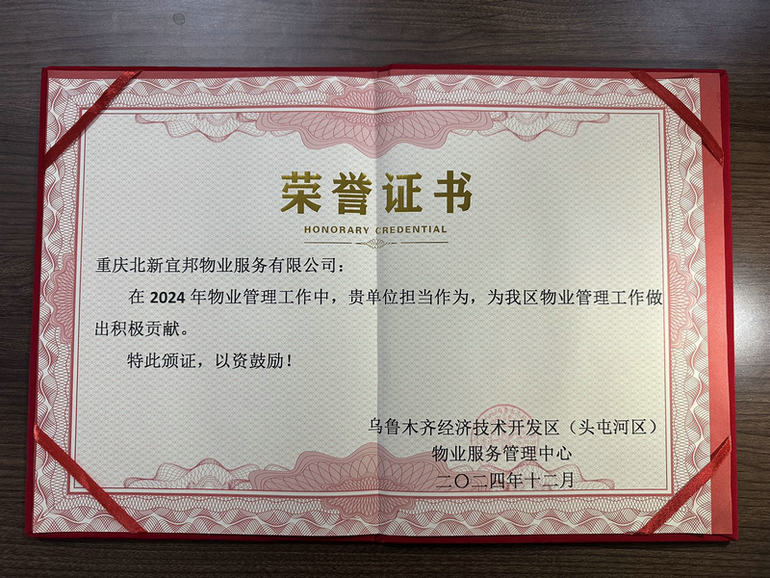 荣誉证书
HONORARY CREDENTIAL
重庆北新宜邦物业服务有限公司：
在 2024 年物业管理工作中，贵单位担当作为，为我区物业管理工作做
出积极贡献。
特此颁证，以资鼓励！
乌鲁木齐经济技术开发区（头屯河区）
物业服务管理中心
二〇二四年十二月